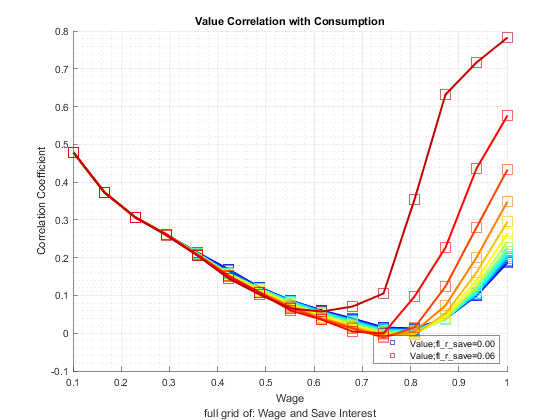 Value Correlation with Consumption
Correlation Coefficient
0.8
0.7
0.6
0.5
0.4
0.3
0.2
0.1
0
-0.1
0.1 0.2 0.3 0.4 0.5 0.6 0.7 0.8 0.9 1
Value;fl_r_save=0.00
Value;fl_r_save=0.06
Wage
full grid of: Wage and Save Interest